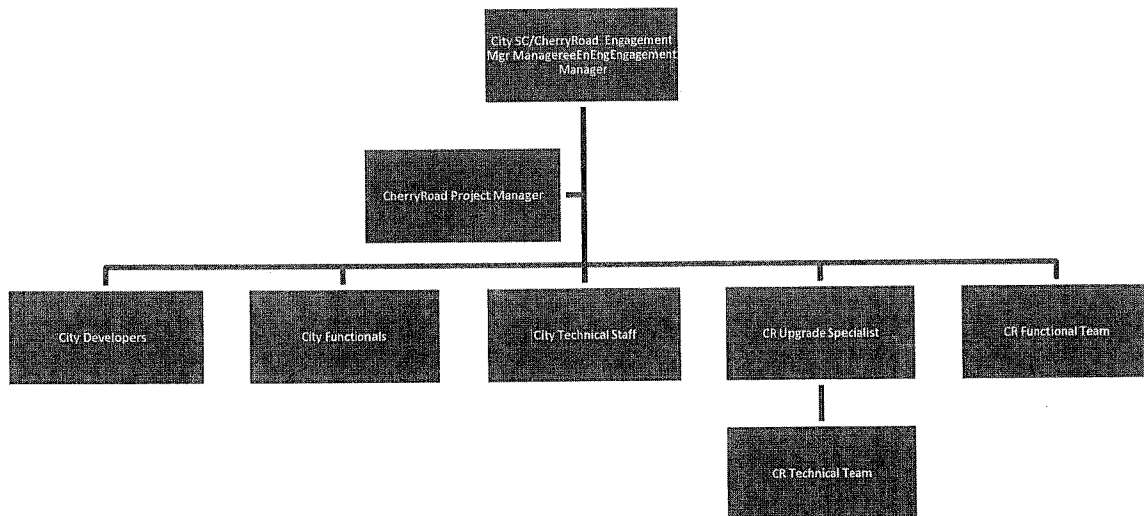 City SC/CherryRoad Engagement
Mgr ManagereeEnEngEngagement
Manager
CherryRoad Project Manager
City Developers
City Functionals
City Technical Staff
CR Upgrade Specialist
CR Functional Team
CR Technical Team